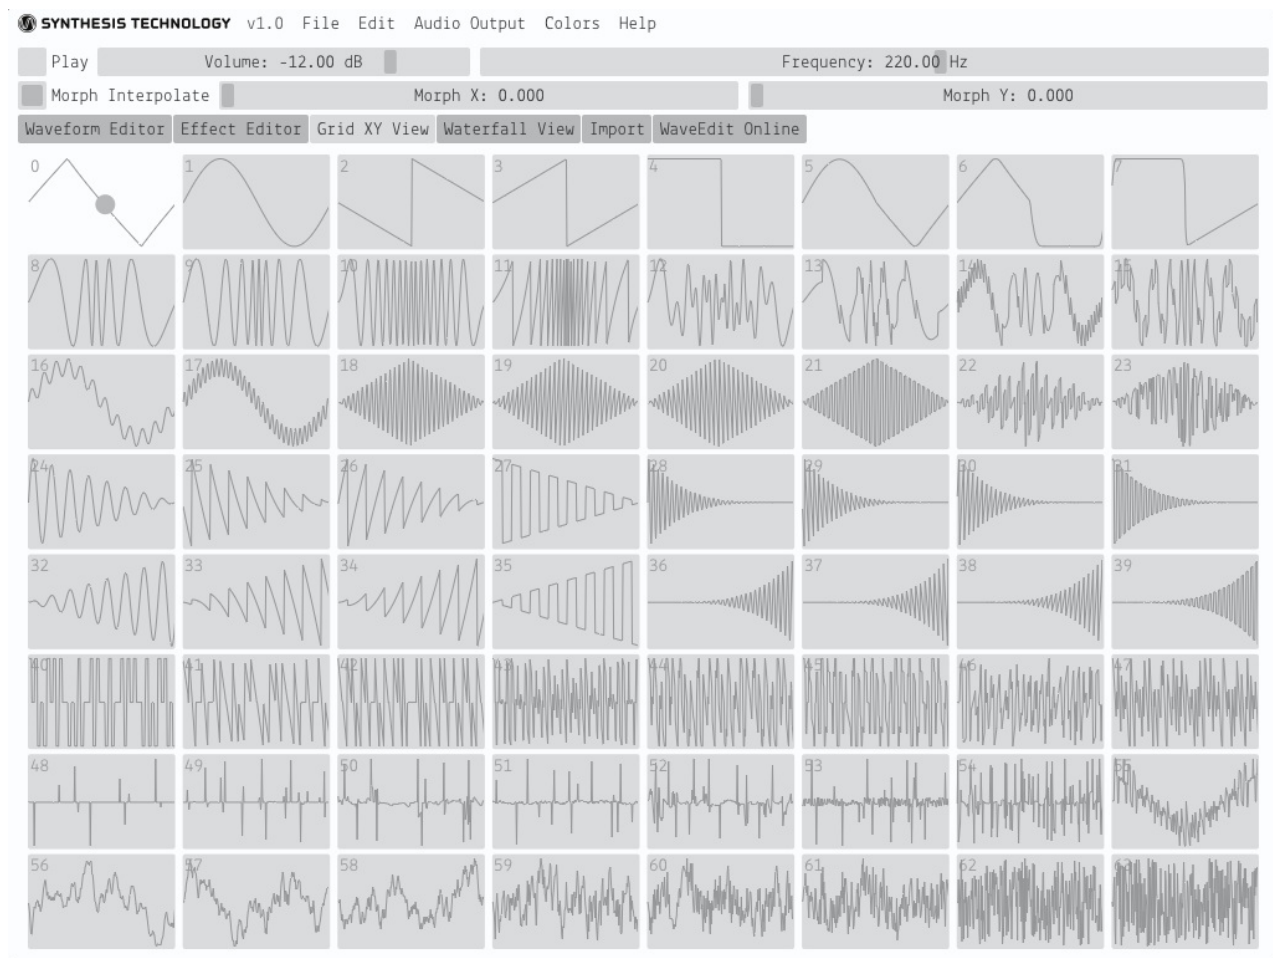 SYNTHESIS TECHNOLOGY v1.0 File Edit Audio Output Colors Help
Play Volume: -12.00 dB Frequency: 220.00 Hz
Morph Interpolate Morph X: 0.000 Morph Y: 0.000
Waveform Editor Effect Editor Grid XY View Waterfall View Import WaveEdit Online
0 1 2 3 4 5 6 7
8 9 10 11 12 13 14 15
16 17 18 19 20 21 22 23
24 25 26 27 28 29 30 31
32 33 34 35 36 37 38 39
40 41 42 43 44 45 46 47
48 49 50 51 52 53 54 55
56 57 58 59 60 61 62 63